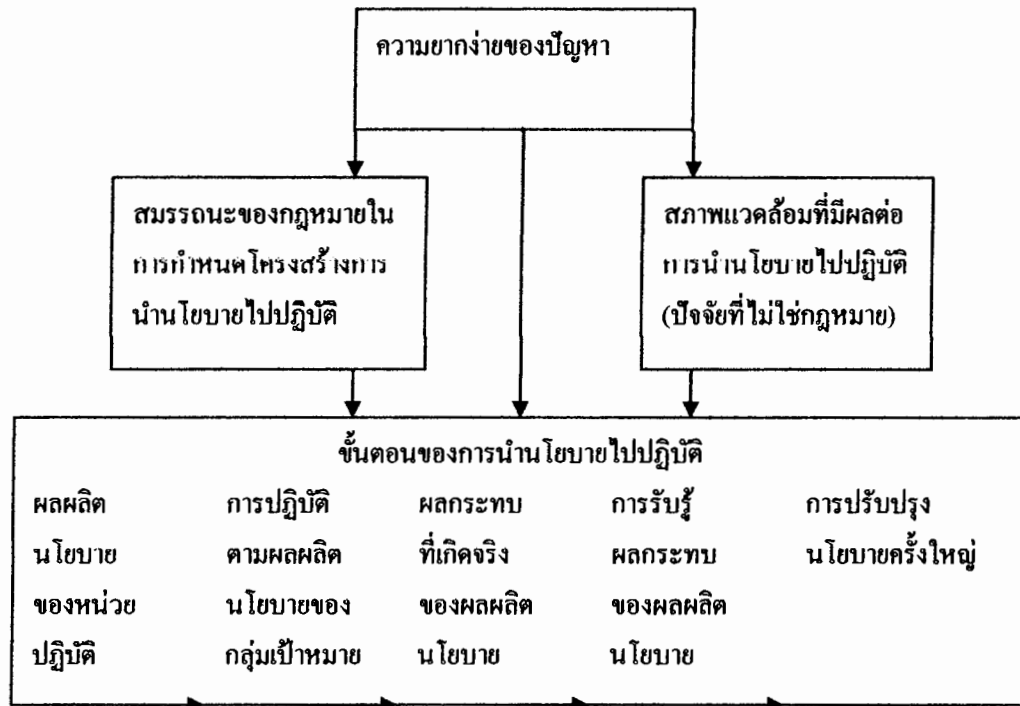 ความยากง่ายของปัญหา
สมรรถนะของกฎหมายใน
การกำหนดโครงสร้างการ
นำนโยบายไปปฏิบัติ
สภาพแวดล้อมที่มีผลต่อ
การนำนโยบายไปปฏิบัติ
(ปัจจัยที่ไม่ใช่กฎหมาย)
ขั้นตอนของการนำนโยบายไปปฏิบัติ
ผลผลิต
นโยบาย
ของหน่วย
ปฏิบัติ
การปฏิบัติ
ตามผลผลิต
นโยบายของ
กลุ่มเป้าหมาย
ผลกระทบ
ที่เกิดจริง
ของผลผลิต
นโยบาย
การรับรู้
ผลกระทบ
ของผลผลิต
นโยบาย
การปรับปรุง
นโยบายครั้งใหญ่